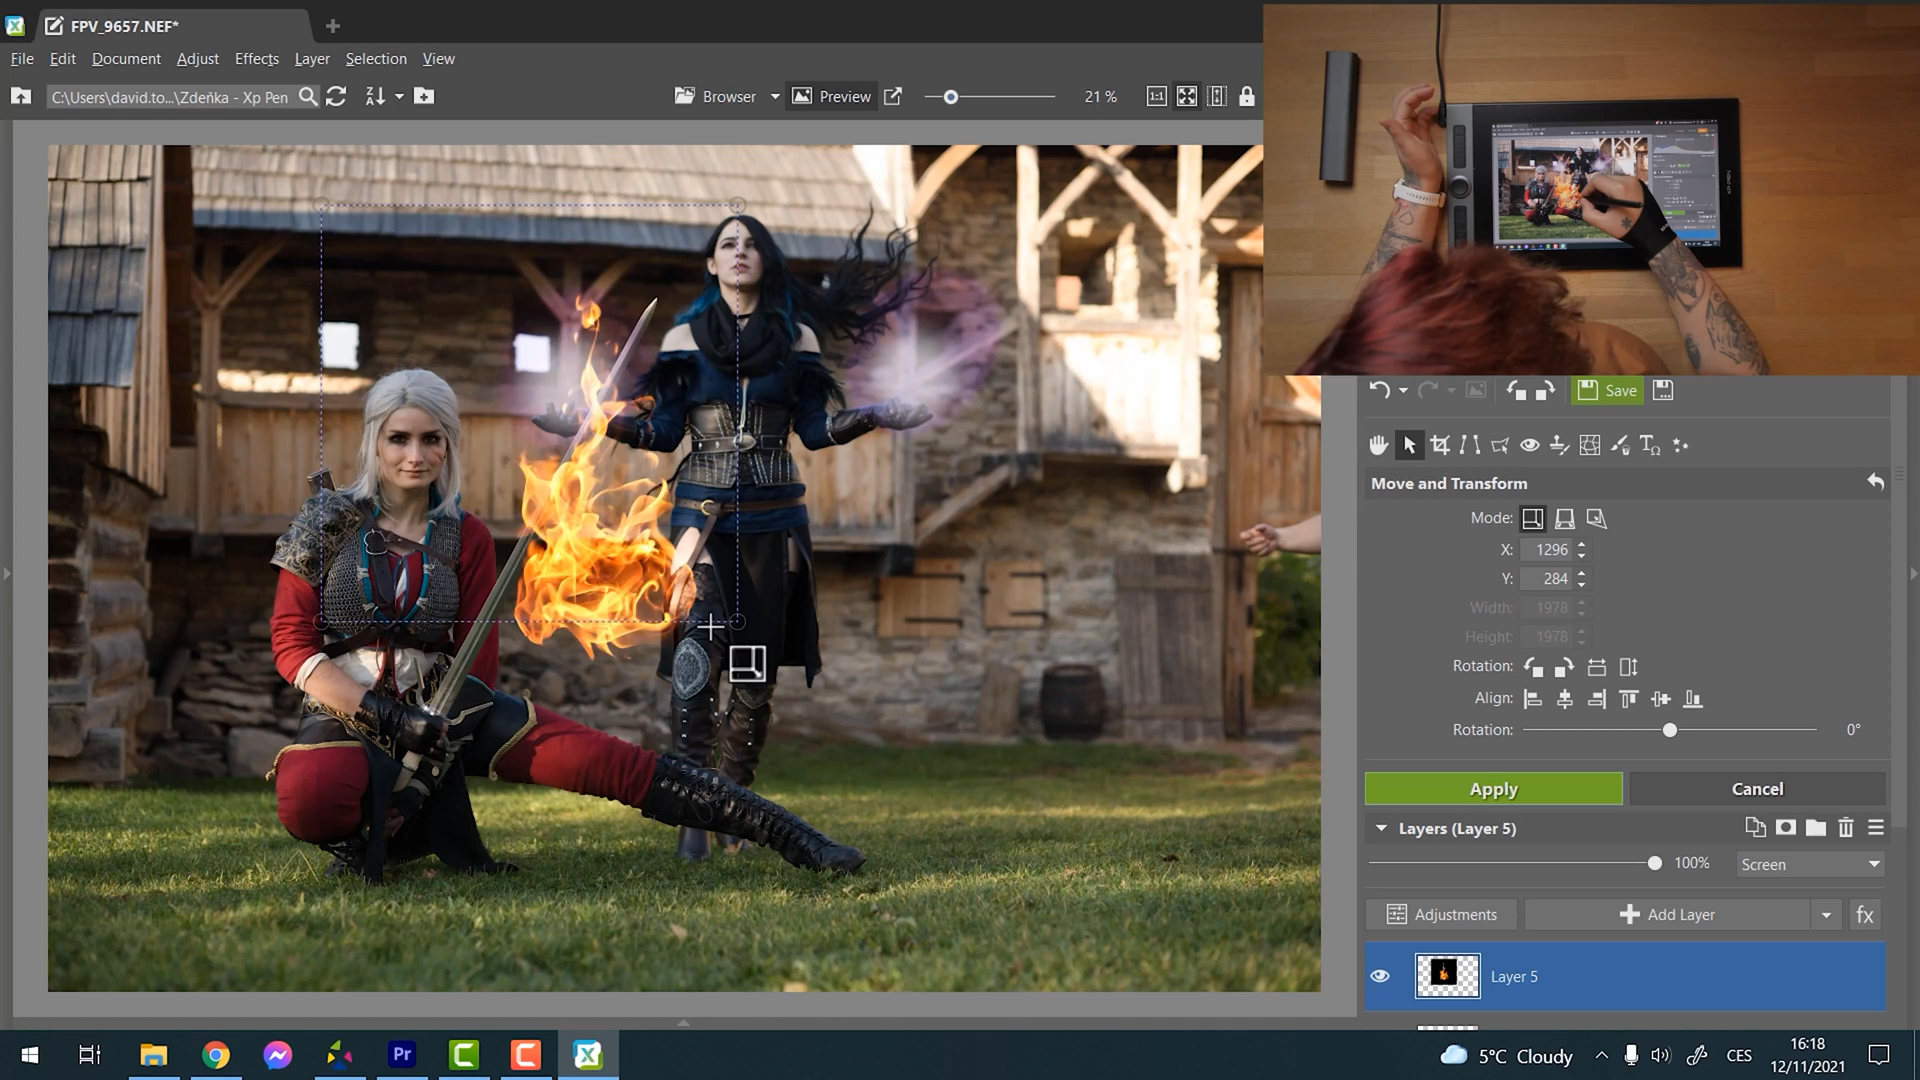 FPV_9657.NEF*
File Edit Document Adjust Effects Layer Selection View
C:\Users\david.to...\Zdeňka - Xp Pen
Browser Preview 21 % 1:1
Save
Move and Transform
Mode:
X: 1296
Y: 284
Width: 1978
Height: 1978
Rotation:
Align:
Rotation: 0°
Apply Cancel
Layers (Layer 5)
100% Screen
Adjustments Add Layer fx
Layer 5
Pr
5°C Cloudy CES 16:18
12/11/2021